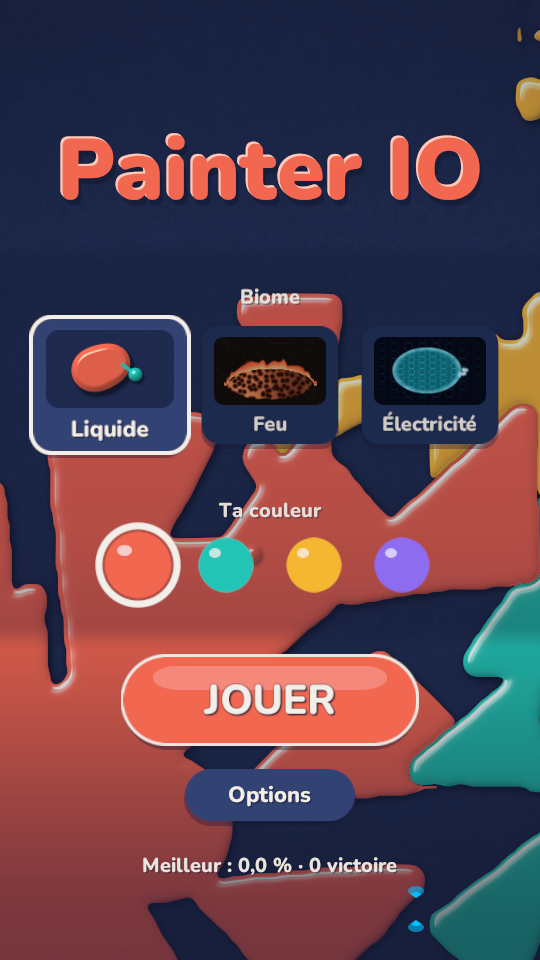 Painter IO
Biome
Liquide
Feu
Électricité
Ta couleur
JOUER
Options
Meilleur : 0,0 % · 0 victoire